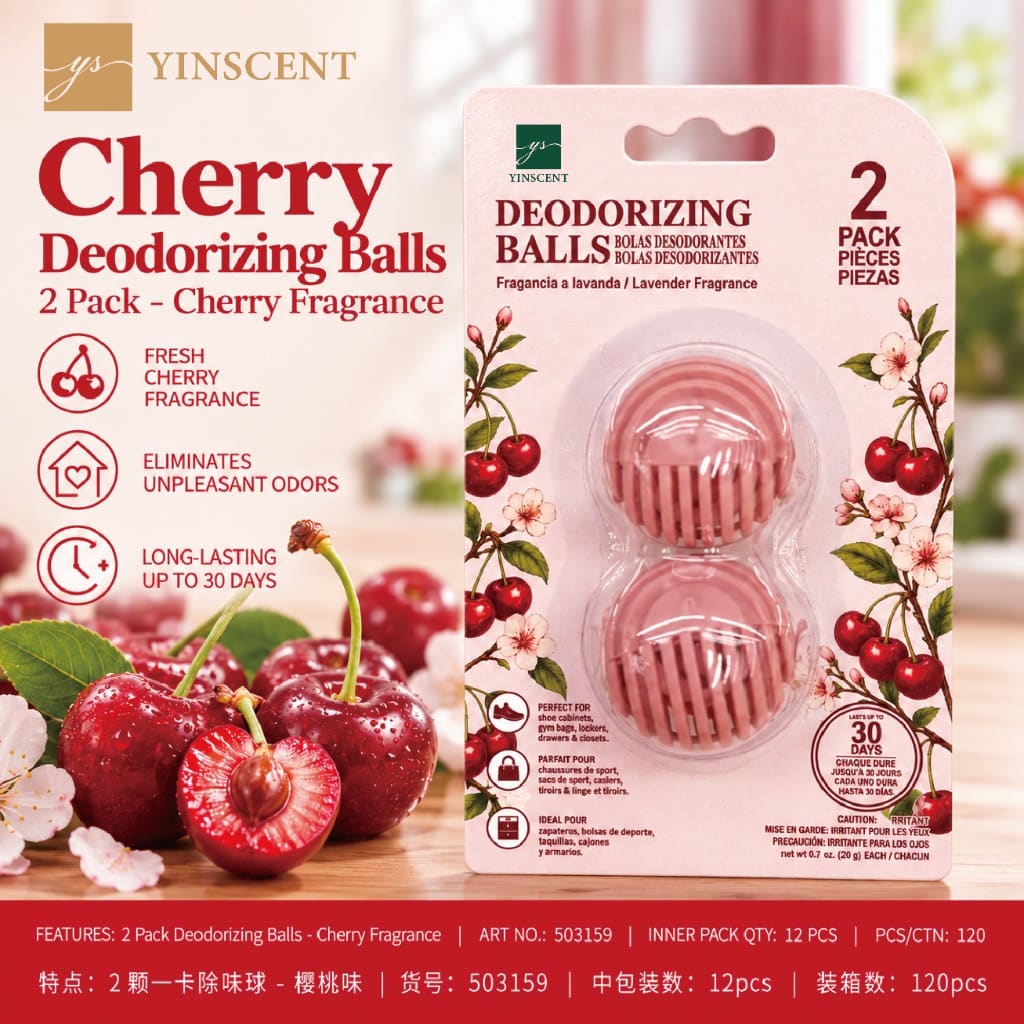 ys YINSCENT
Cherry
Deodorizing Balls
2 Pack - Cherry Fragrance
FRESH
CHERRY
FRAGRANCE
ELIMINATES
UNPLEASANT ODORS
LONG-LASTING
UP TO 30 DAYS
ys
YINSCENT
DEODORIZING
BALLS BOLAS DESODORANTES
BOLAS DESODORIZANTES
Fragancia a lavanda / Lavender Fragrance
2
PACK
PIÈCES
PIEZAS
PERFECT FOR
shoe cabinets,
gym bags, lockers,
drawers & closets.
PARFAIT POUR
chaussures de sport,
sacs de sport, casiers,
tiroirs & linge et tiroirs.
IDEAL POUR
zapateros, bolsas de deporte,
taquillas, cajones
y armarios.
LASTS UP TO
30
DAYS
CHAQUE DURE
JUSQU'À 30 JOURS
CADA UNO DURA
HASTA 30 DÍAS.
CAUTION: RRITANT
MISE EN GARDE: IRRITANT POUR LES YEUX
PRECAUCIÓN: IRRITANTE PARA LOS OJOS
net wt 0.7 oz. (20 g) EACH / CHACUN
FEATURES: 2 Pack Deodorizing Balls - Cherry Fragrance | ART NO.: 503159 | INNER PACK QTY: 12 PCS | PCS/CTN: 120
特点：2 颗一卡除味球 - 樱桃味 | 货号：503159 | 中包装数：12pcs | 装箱数：120pcs